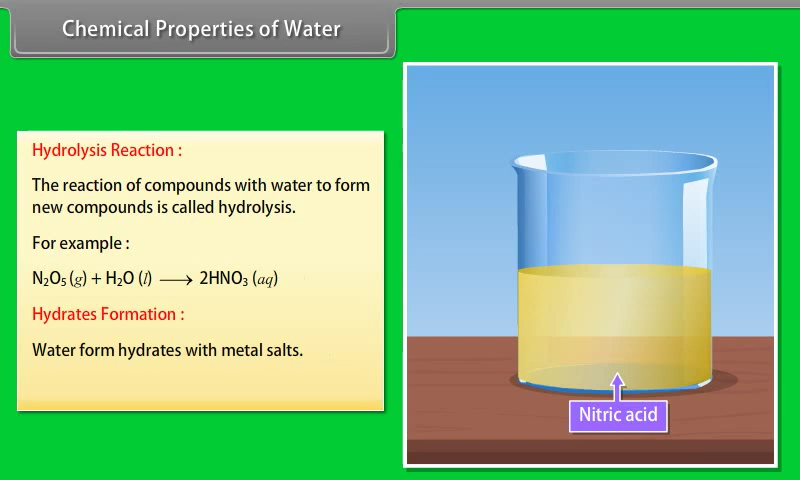 Chemical Properties of Water
Hydrolysis Reaction :
The reaction of compounds with water to form
new compounds is called hydrolysis.
For example :
N₂O₅ (g) + H₂O (l) ⟶ 2HNO₃ (aq)
Hydrates Formation :
Water form hydrates with metal salts.
Nitric acid